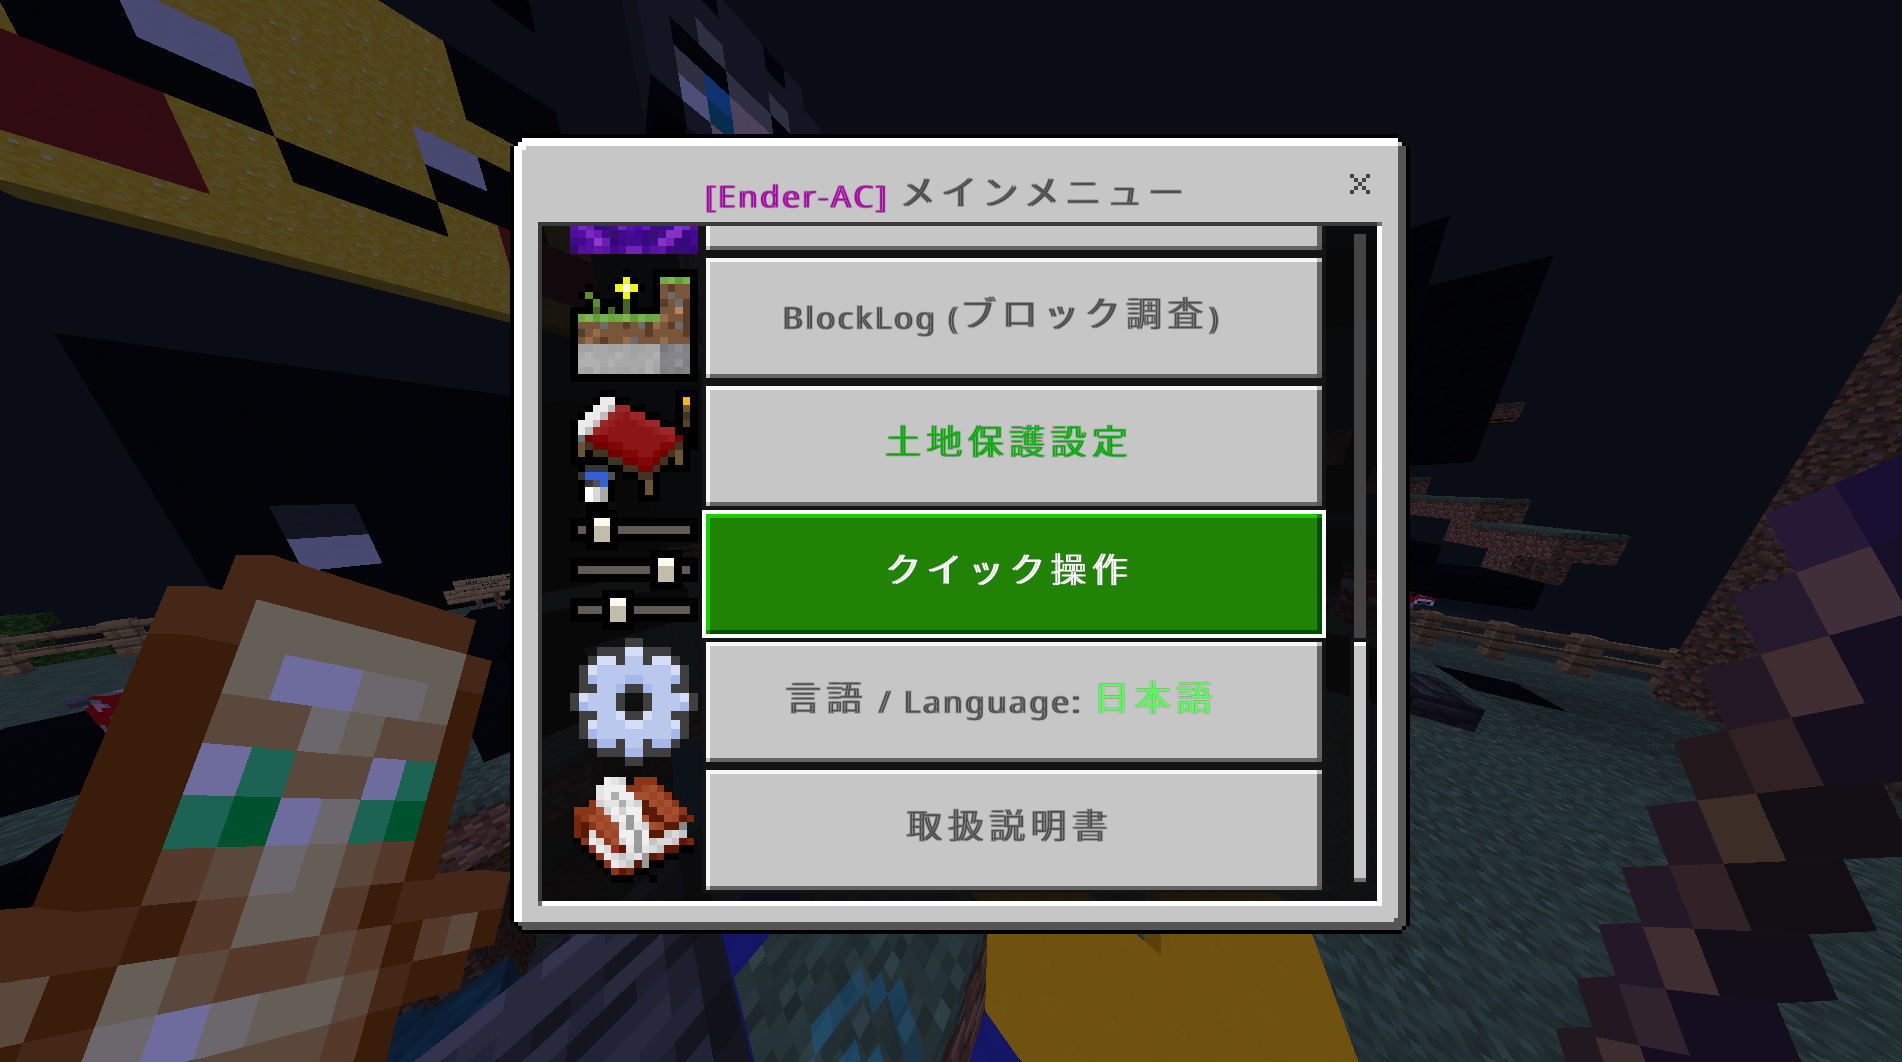 [Ender-AC] メインメニュー
BlockLog (ブロック調査)
土地保護設定
クイック操作
言語 / Language: 日本語
取扱説明書